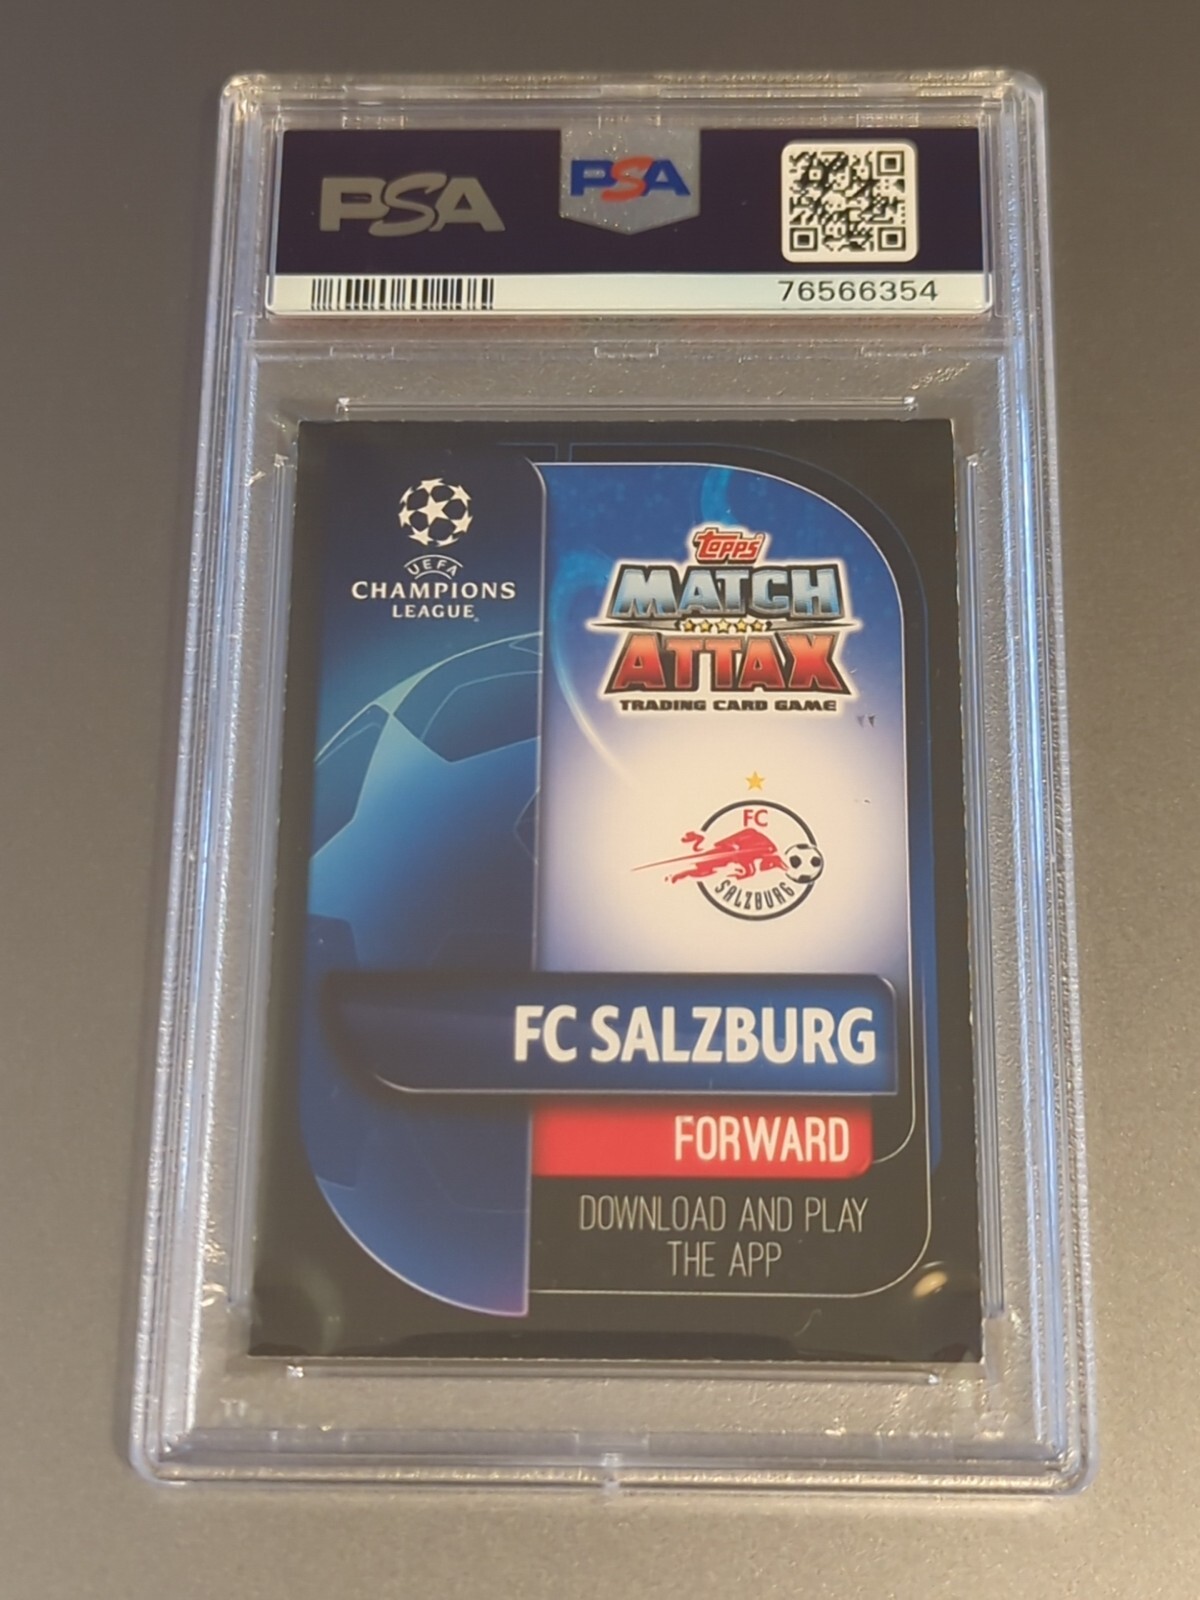 PSA
PSA
76566354
UEFA
CHAMPIONS
LEAGUE
TOPPS
MATCH
ATTAX
TRADING CARD GAME
FC
SALZBURG
FC SALZBURG
FORWARD
DOWNLOAD AND PLAY
THE APP